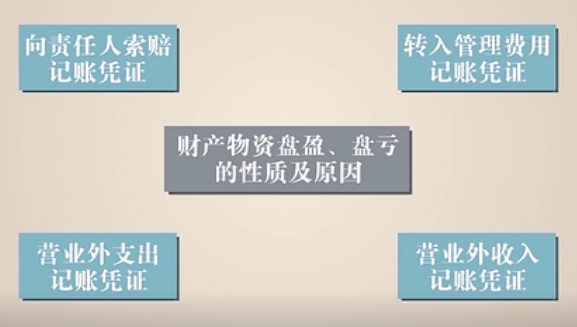 向责任人索赔
记账凭证
转入管理费用
记账凭证
财产物资盘盈、盘亏
的性质及原因
营业外支出
记账凭证
营业外收入
记账凭证